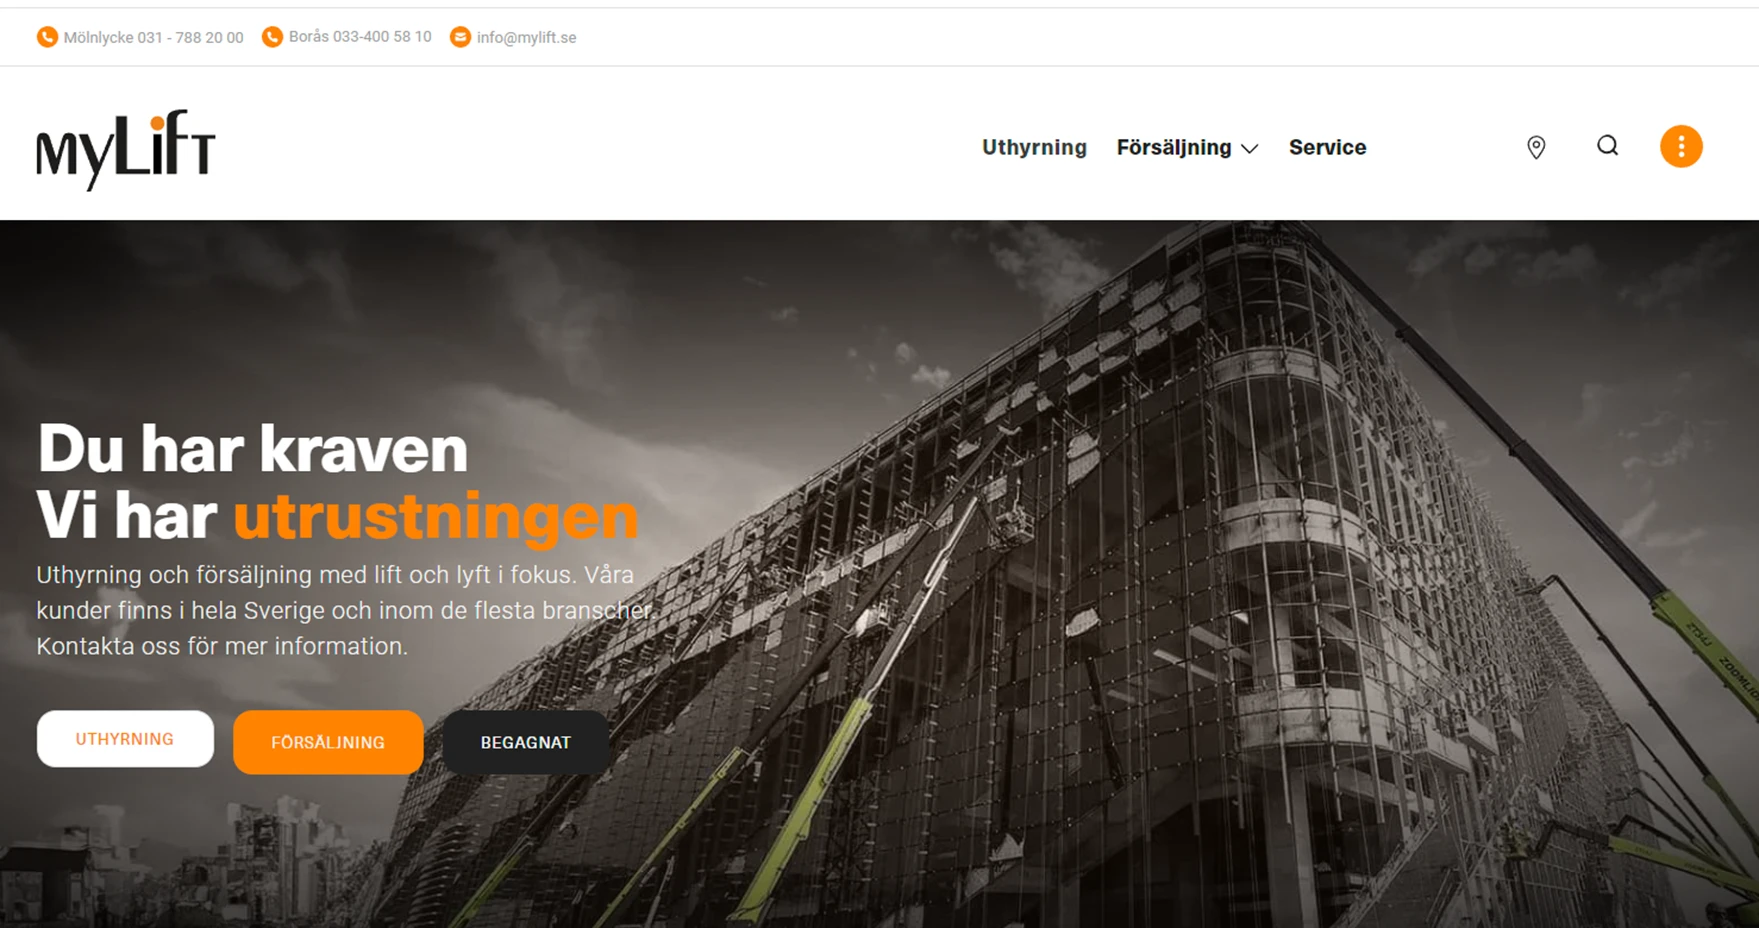 Mölnlycke 031 - 788 20 00 Borås 033-400 58 10 info@mylift.se
MyLifT
Uthyrning Försäljning Service
Du har kraven
Vi har utrustningen
Uthyrning och försäljning med lift och lyft i fokus. Våra
kunder finns i hela Sverige och inom de flesta branscher.
Kontakta oss för mer information.
UTHYRNING FÖRSÄLJNING BEGAGNAT
ZOOMLION